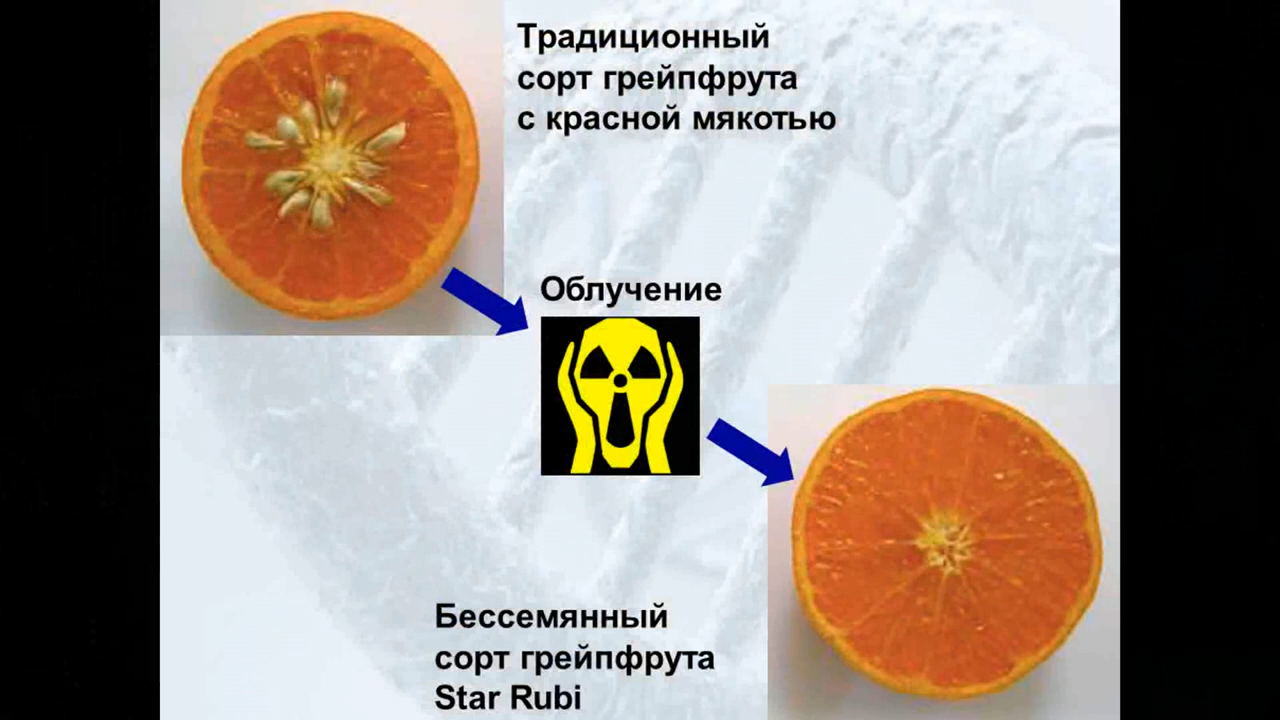 Традиционный
сорт грейпфрута
с красной мякотью
Облучение
Бессемянный
сорт грейпфрута
Star Rubi